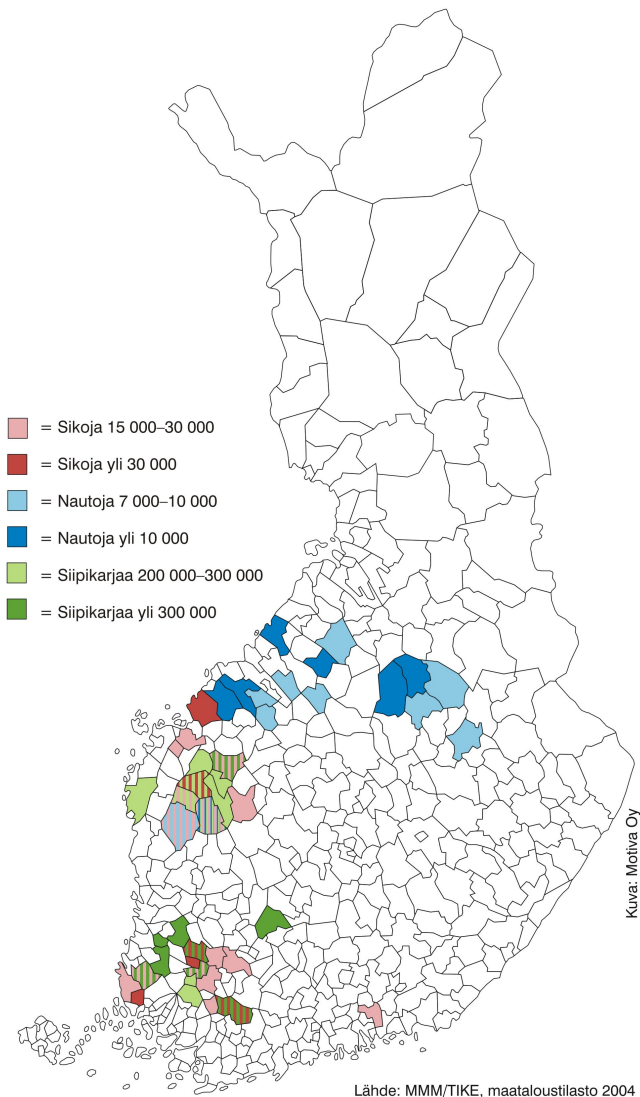 = Sikoja 15 000–30 000
= Sikoja yli 30 000
= Nautoja 7 000–10 000
= Nautoja yli 10 000
= Siipikarjaa 200 000–300 000
= Siipikarjaa yli 300 000
Kuva: Motiva Oy
Lähde: MMM/TIKE, maataloustilasto 2004